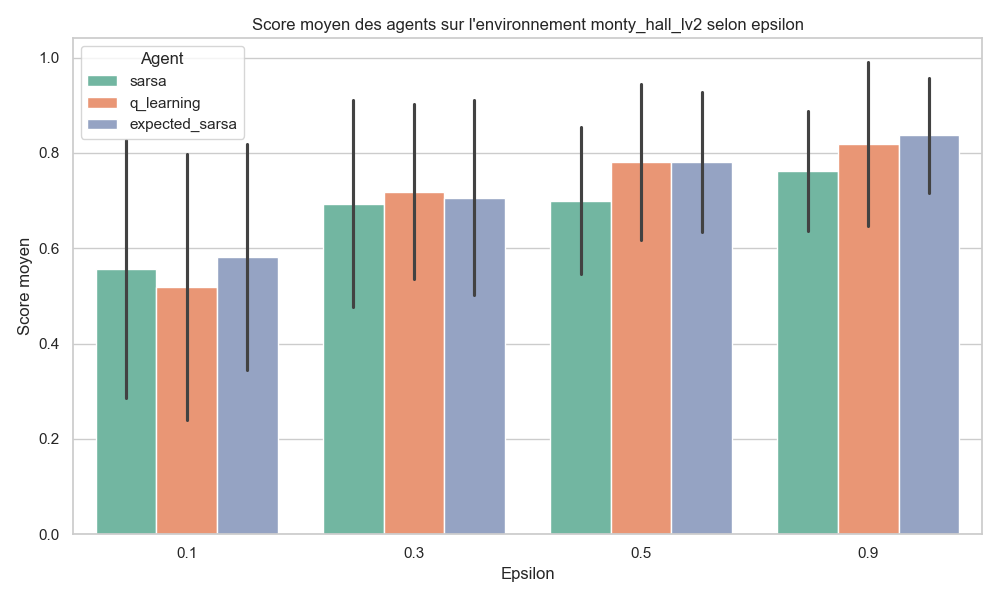 Score moyen des agents sur l'environnement monty_hall_lv2 selon epsilon
Agent
sarsa
q_learning
expected_sarsa
Score moyen
1.0
0.8
0.6
0.4
0.2
0.0
0.1
0.3
0.5
0.9
Epsilon